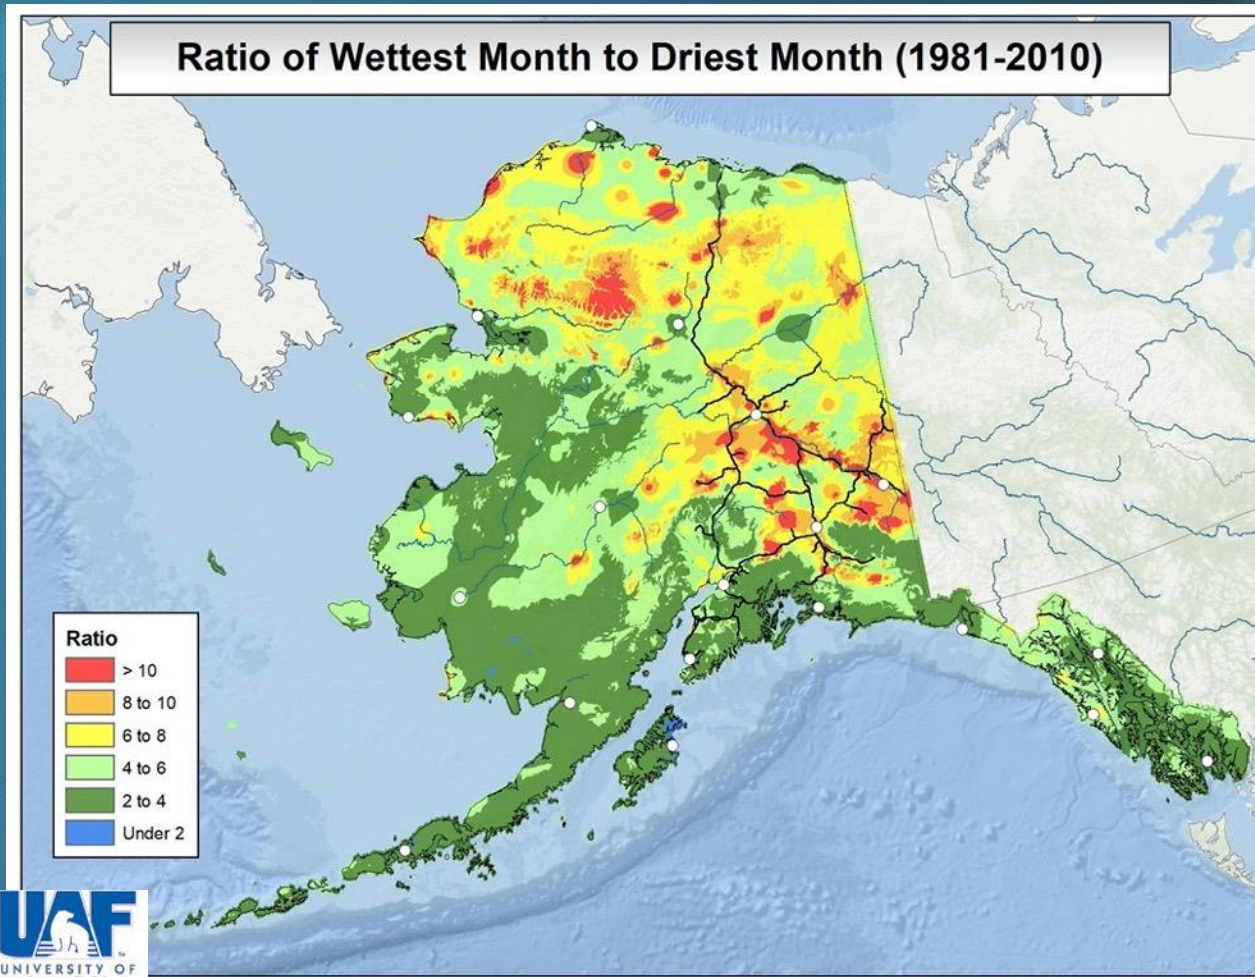 Ratio of Wettest Month to Driest Month (1981-2010)
Ratio
> 10
8 to 10
6 to 8
4 to 6
2 to 4
Under 2
UAF
UNIVERSITY OF